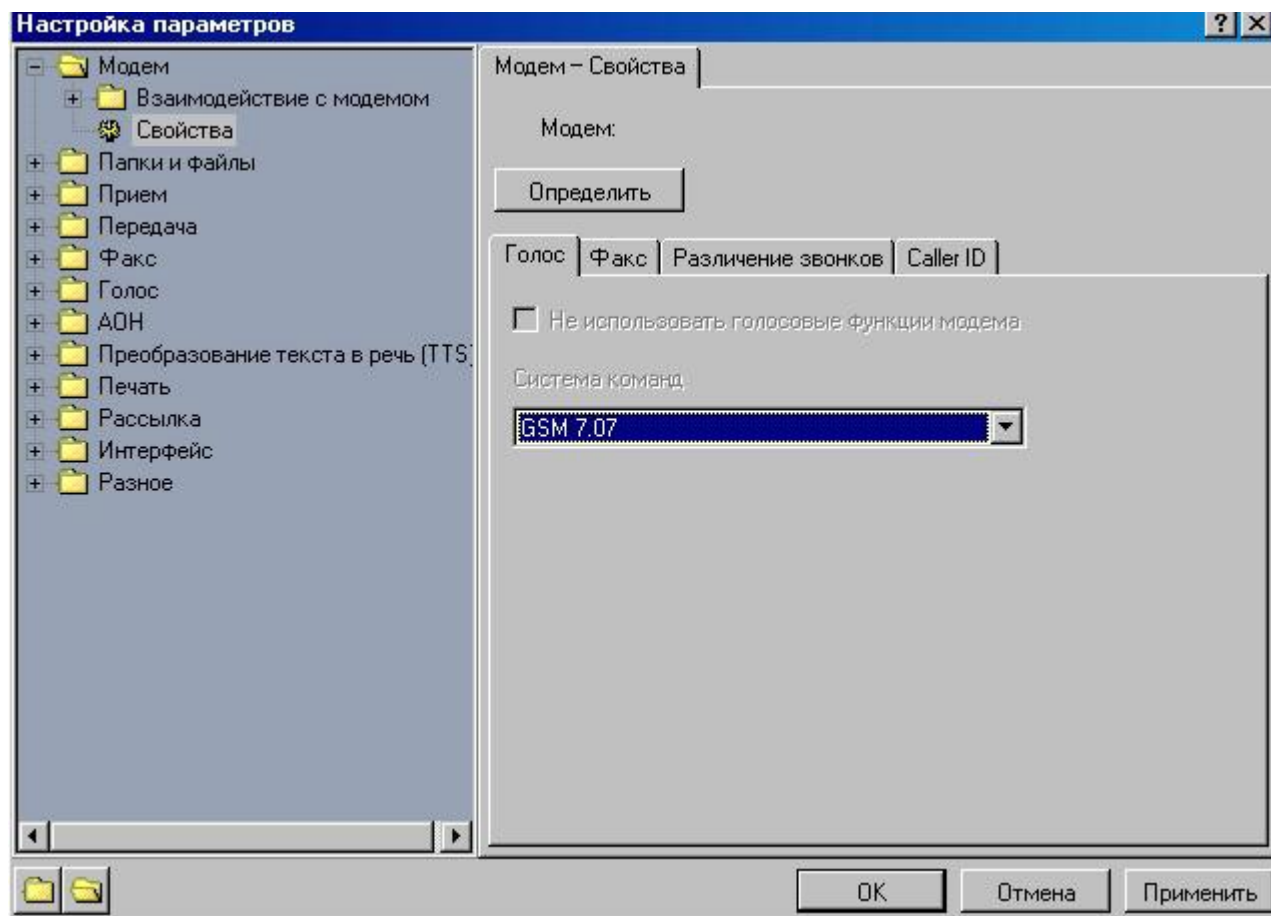 Настройка параметров
Модем
Взаимодействие с модемом
Свойства
Папки и файлы
Прием
Передача
Факс
Голос
АОН
Преобразование текста в речь (TTS)
Печать
Рассылка
Интерфейс
Разное
Модем – Свойства
Модем:
Определить
Голос Факс Различение звонков Caller ID
Не использовать голосовые функции модема
Система команд
GSM 7.07
OK Отмена Применить